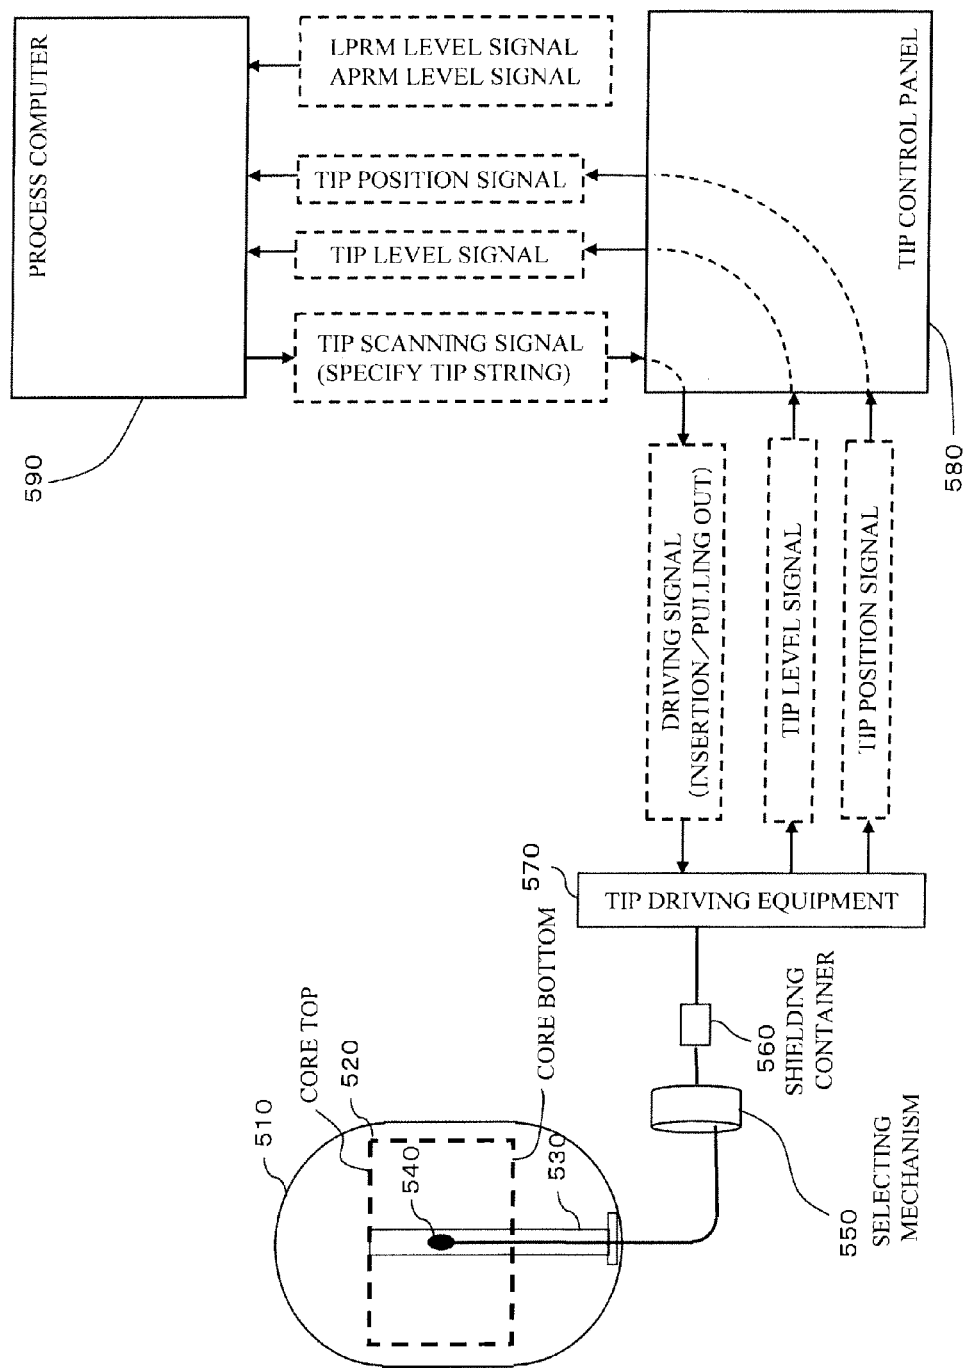 PROCESS COMPUTER
590
LPRM LEVEL SIGNAL
APRM LEVEL SIGNAL
TIP POSITION SIGNAL
TIP LEVEL SIGNAL
TIP SCANNING SIGNAL
(SPECIFY TIP STRING)
TIP CONTROL PANEL
580
DRIVING SIGNAL
(INSERTION/PULLING OUT)
TIP LEVEL SIGNAL
TIP POSITION SIGNAL
570
TIP DRIVING EQUIPMENT
560
SHIELDING
CONTAINER
550
SELECTING
MECHANISM
510
CORE TOP
520
540
CORE BOTTOM
530